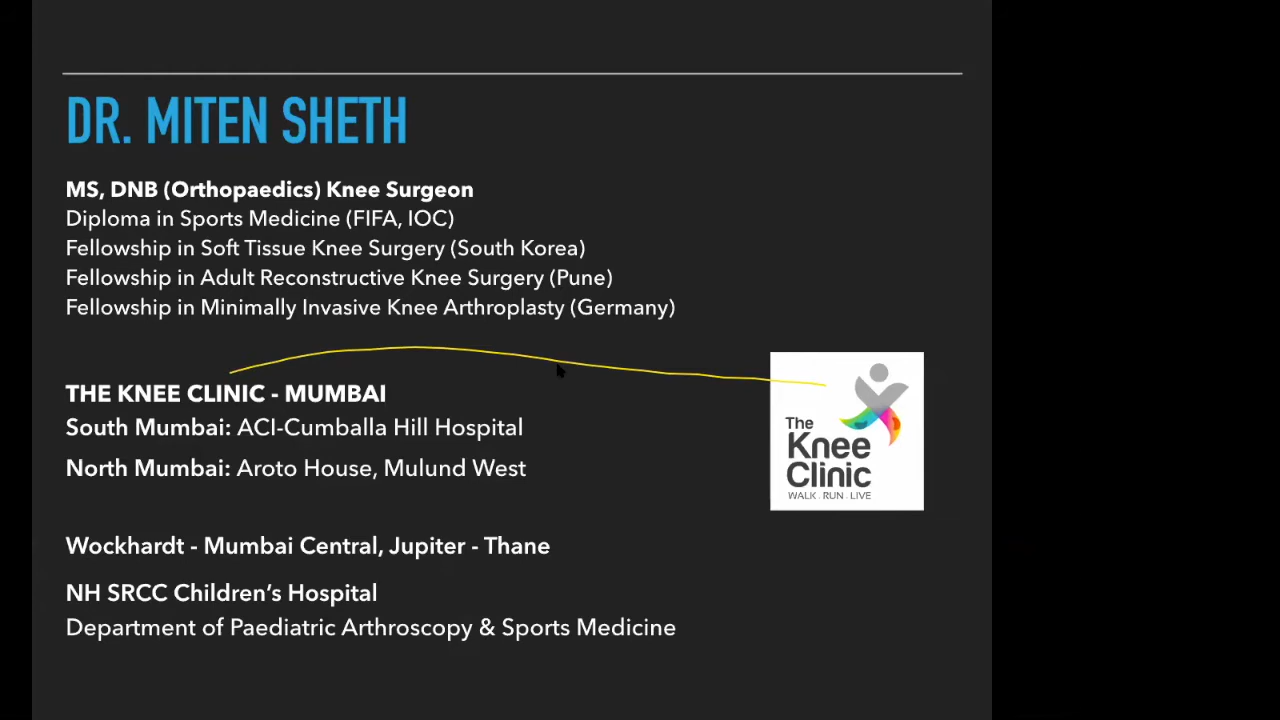 DR. MITEN SHETH
MS, DNB (Orthopaedics) Knee Surgeon
Diploma in Sports Medicine (FIFA, IOC)
Fellowship in Soft Tissue Knee Surgery (South Korea)
Fellowship in Adult Reconstructive Knee Surgery (Pune)
Fellowship in Minimally Invasive Knee Arthroplasty (Germany)
THE KNEE CLINIC - MUMBAI
South Mumbai: ACI-Cumballa Hill Hospital
North Mumbai: Aroto House, Mulund West
The
Knee
Clinic
WALK . RUN . LIVE
Wockhardt - Mumbai Central, Jupiter - Thane
NH SRCC Children’s Hospital
Department of Paediatric Arthroscopy & Sports Medicine